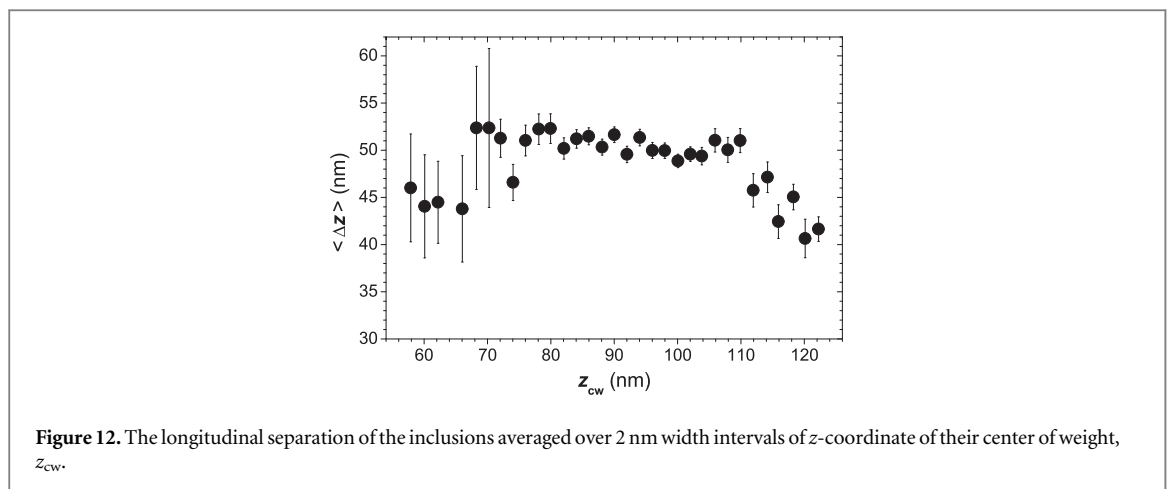 60
55
50
45
40
35
30
< Δz > (nm)
60 70 80 90 100 110 120
zcw (nm)
Figure 12. The longitudinal separation of the inclusions averaged over 2 nm width intervals of z-coordinate of their center of weight,
zcw.